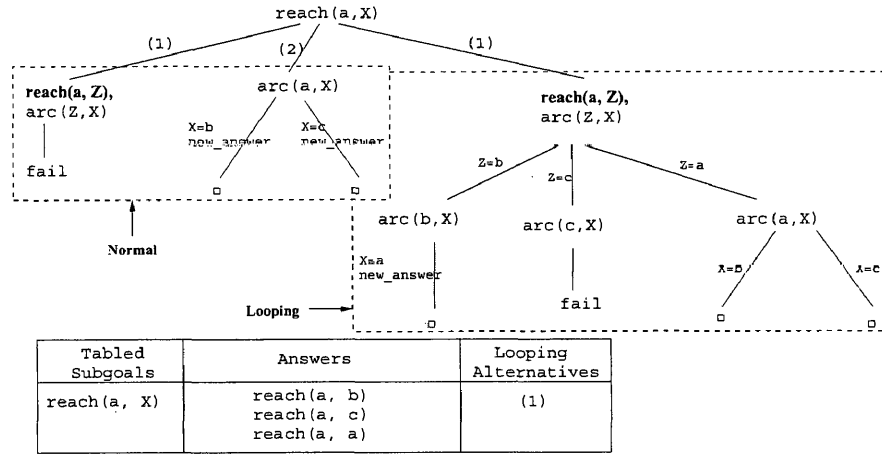 reach(a,X)
(1) (2) (1)
reach(a, Z),
arc(Z,X)
fail
arc(a,X)
X=b
new_answer
X=c
new_answer
Normal
reach(a, Z),
arc(Z,X)
Z=b
Z=c
Z=a
arc(b,X)
arc(c,X)
arc(a,X)
X=a
new_answer
fail
X=b
X=c
Looping
Tabled
Subgoals
Answers
Looping
Alternatives
reach(a, X)
reach(a, b)
reach(a, c)
reach(a, a)
(1)